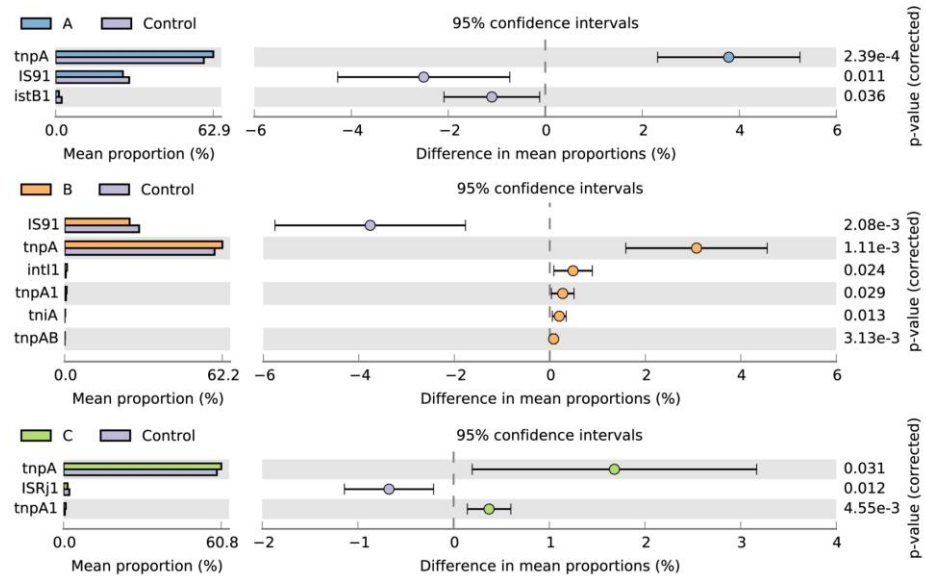 A Control 95% confidence intervals
tnpA 2.39e-4
IS91 0.011
istB1 0.036
0.0 62.9 −6 −4 −2 0 2 4 6
Mean proportion (%) Difference in mean proportions (%)
p-value (corrected)
B Control 95% confidence intervals
IS91 2.08e-3
tnpA 1.11e-3
intI1 0.024
tnpA1 0.029
tniA 0.013
tnpAB 3.13e-3
0.0 62.2 −6 −4 −2 0 2 4 6
Mean proportion (%) Difference in mean proportions (%)
p-value (corrected)
C Control 95% confidence intervals
tnpA 0.031
ISRj1 0.012
tnpA1 4.55e-3
0.0 60.8 −2 −1 0 1 2 3 4
Mean proportion (%) Difference in mean proportions (%)
p-value (corrected)